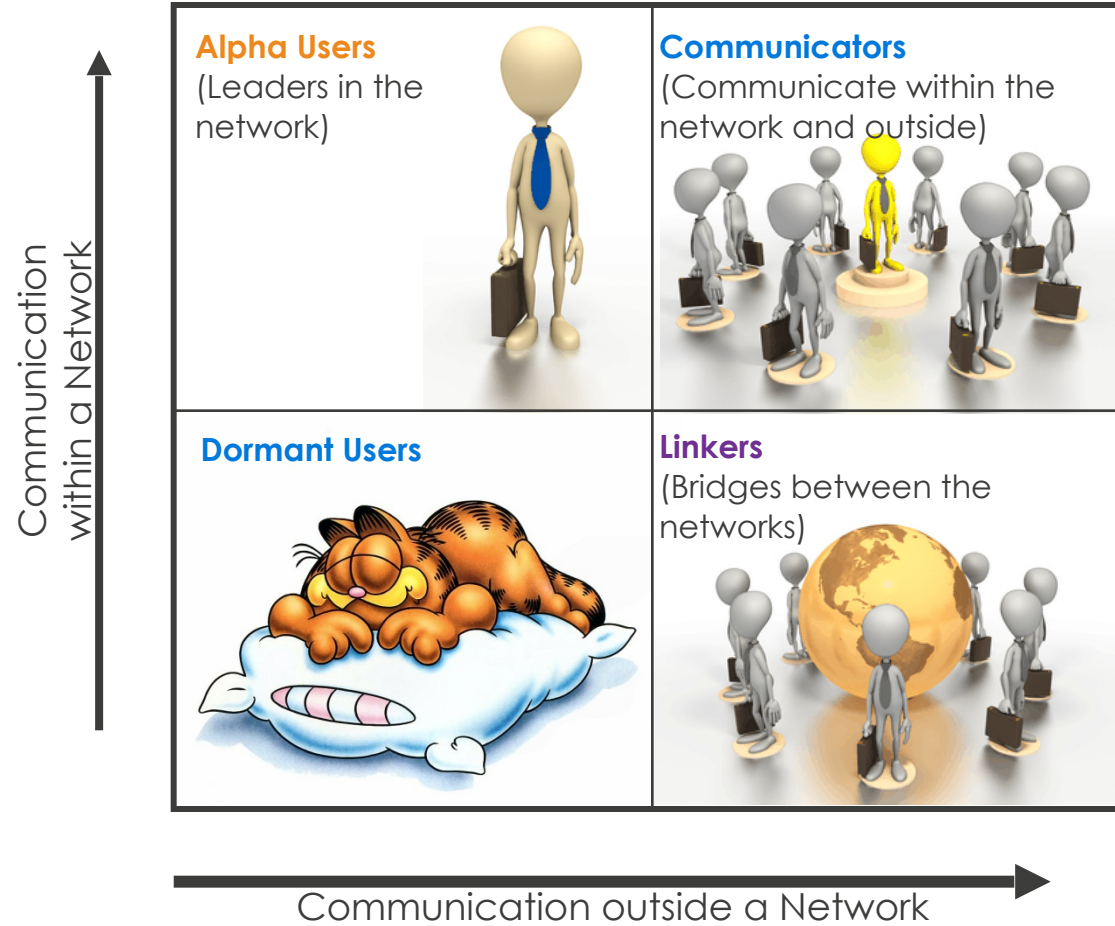 Alpha Users
(Leaders in the
network)
Communicators
(Communicate within the
network and outside)
Communication
within a Network
Dormant Users
Linkers
(Bridges between the
networks)
Communication outside a Network